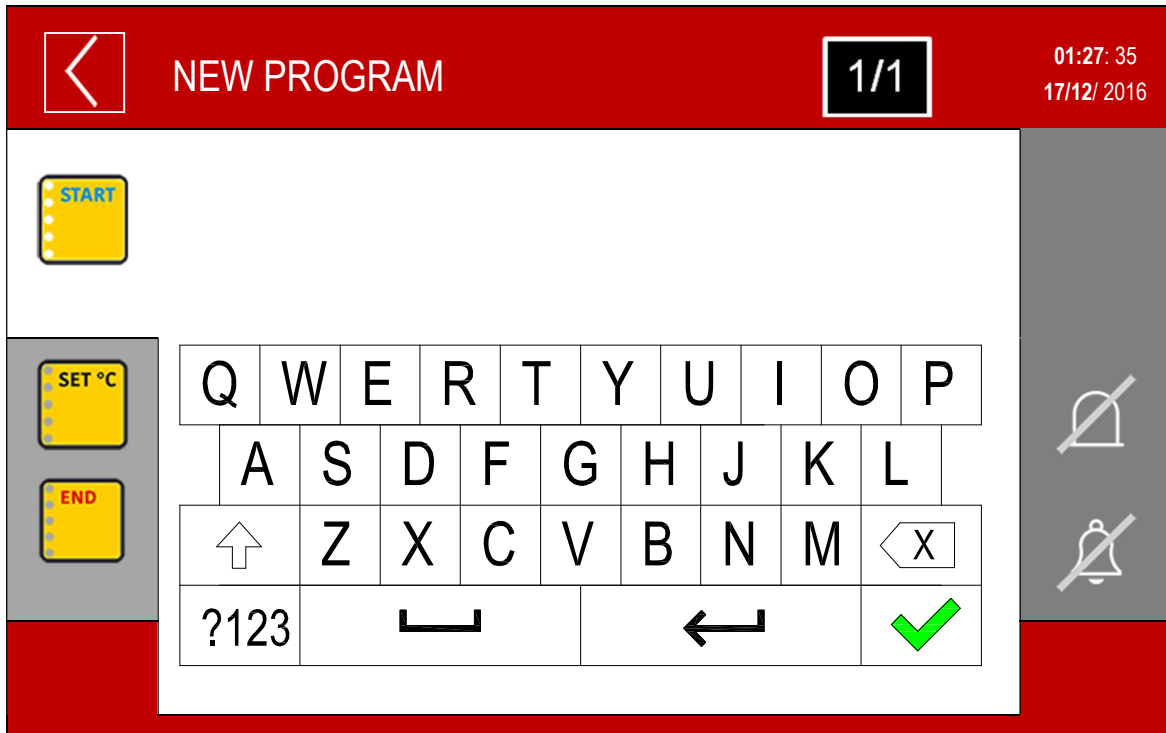 NEW PROGRAM
1/1
01:27: 35
17/12/ 2016
START
SET °C
END
Q W E R T Y U I O P
A S D F G H J K L
Z X C V B N M X
?123